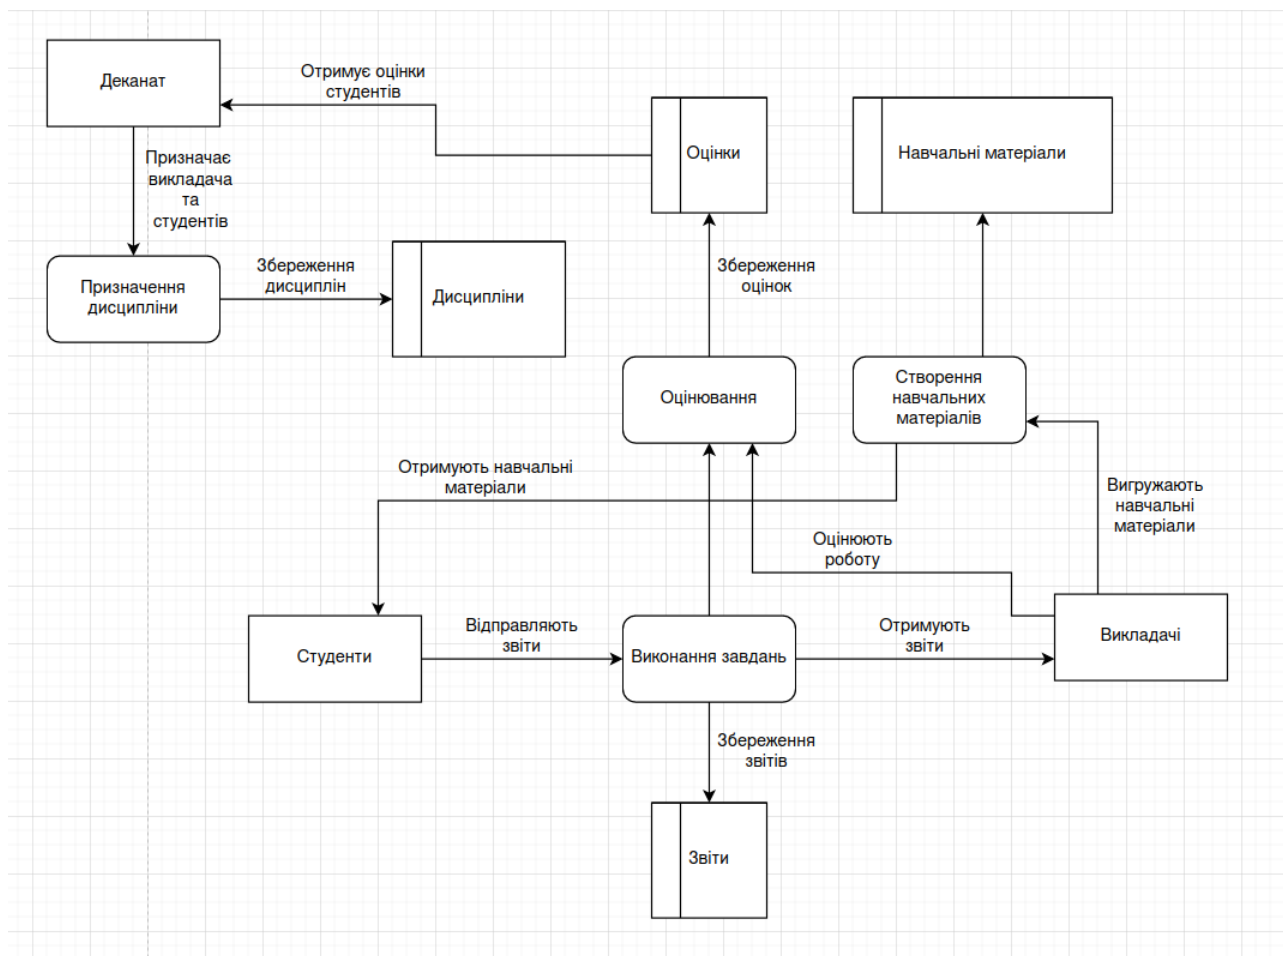 Деканат
Отримує оцінки
студентів
Оцінки
Навчальні матеріали
Призначає
викладача
та
студентів
Призначення
дисципліни
Збереження
дисциплін
Дисципліни
Збереження
оцінок
Оцінювання
Створення
навчальних
матеріалів
Отримують навчальні
матеріали
Вигружають
навчальні
матеріали
Оцінюють
роботу
Студенти
Відправляють
звіти
Виконання завдань
Отримують
звіти
Викладачі
Збереження
звітів
Звіти